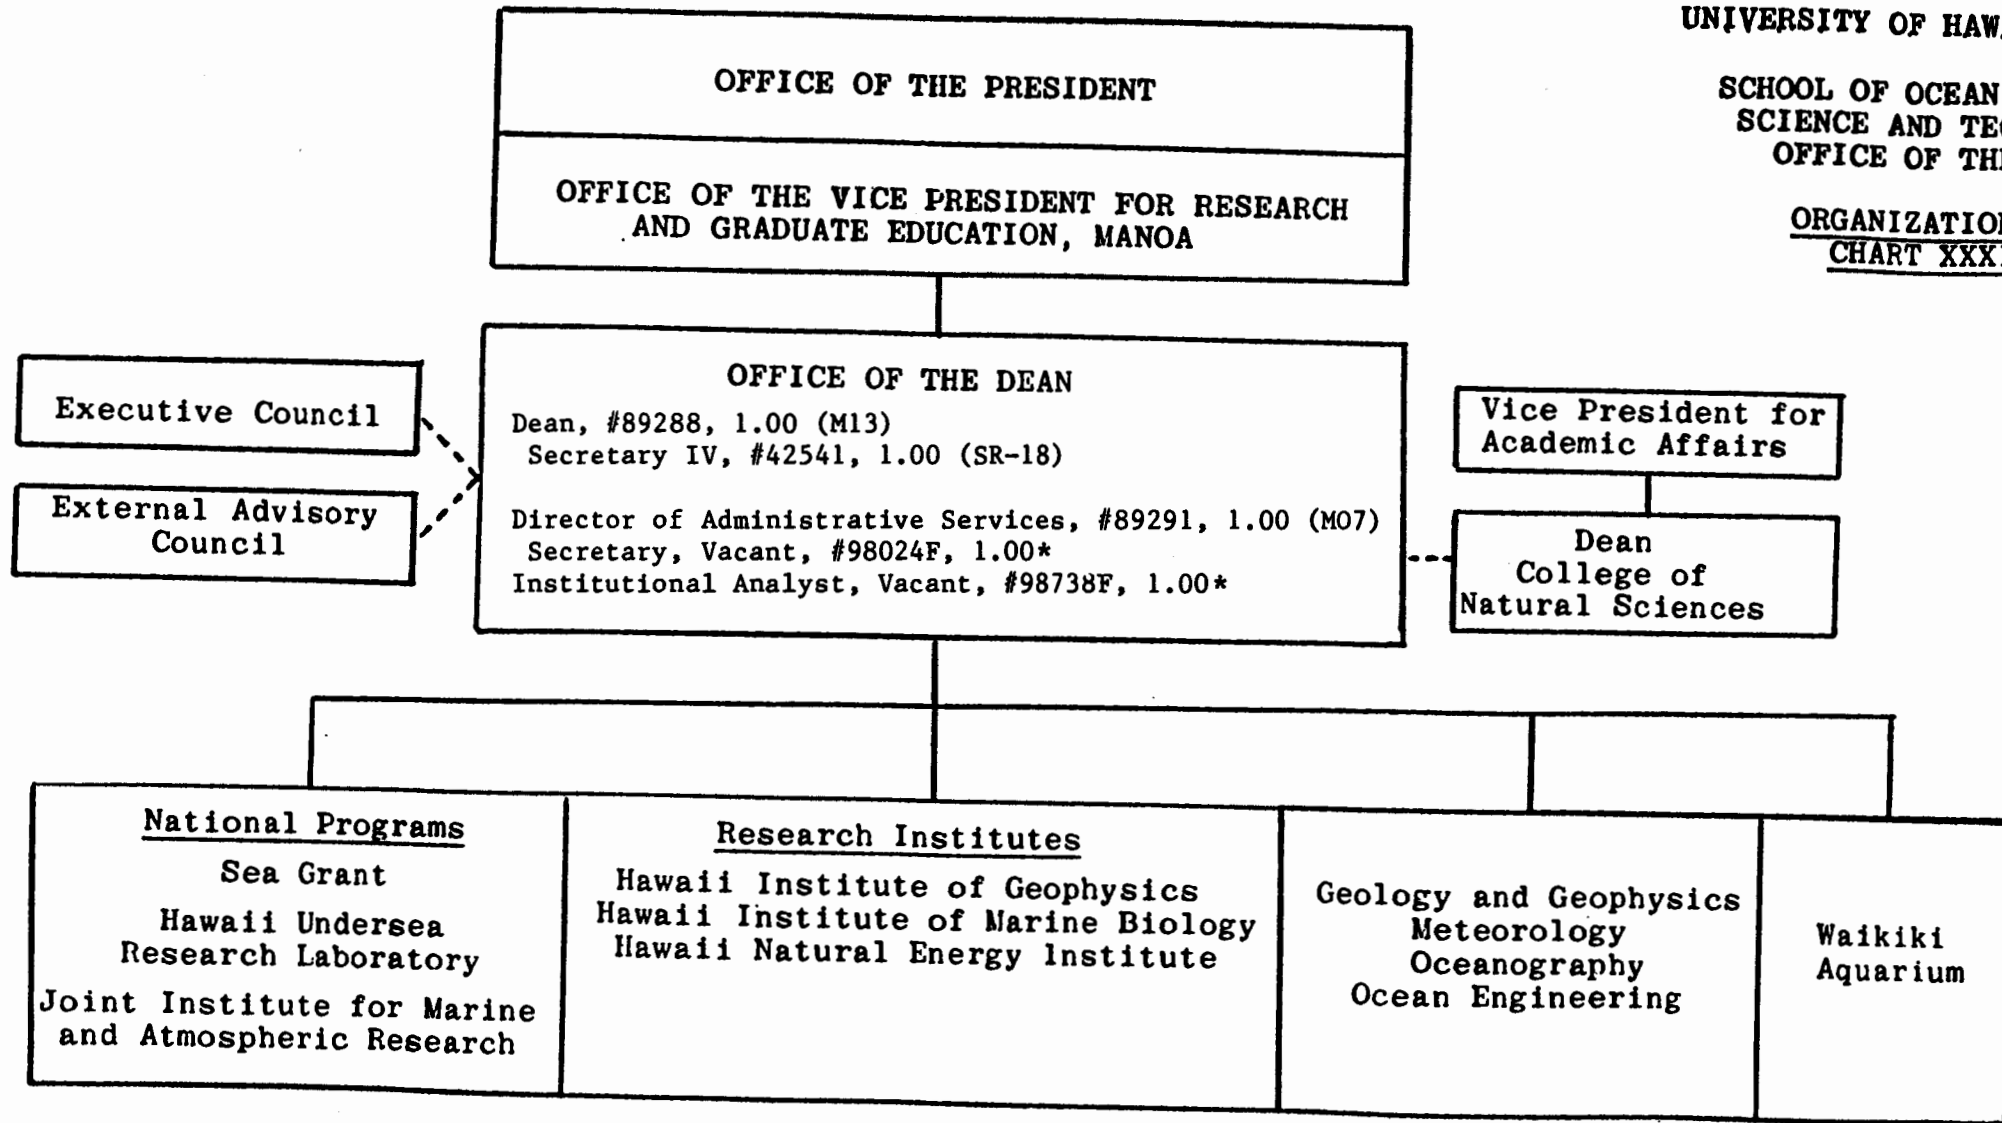 UNIVERSITY OF HAW
SCHOOL OF OCEAN
SCIENCE AND TE
OFFICE OF TH
ORGANIZATIO
CHART XXX
OFFICE OF THE PRESIDENT
OFFICE OF THE VICE PRESIDENT FOR RESEARCH
AND GRADUATE EDUCATION, MANOA
Executive Council
External Advisory
Council
OFFICE OF THE DEAN
Dean, #89288, 1.00 (M13)
Secretary IV, #42541, 1.00 (SR-18)
Director of Administrative Services, #89291, 1.00 (M07)
Secretary, Vacant, #98024F, 1.00*
Institutional Analyst, Vacant, #98738F, 1.00*
Vice President for
Academic Affairs
Dean
College of
Natural Sciences
National Programs
Sea Grant
Hawaii Undersea
Research Laboratory
Joint Institute for Marine
and Atmospheric Research
Research Institutes
Hawaii Institute of Geophysics
Hawaii Institute of Marine Biology
Hawaii Natural Energy Institute
Geology and Geophysics
Meteorology
Oceanography
Ocean Engineering
Waikiki
Aquarium